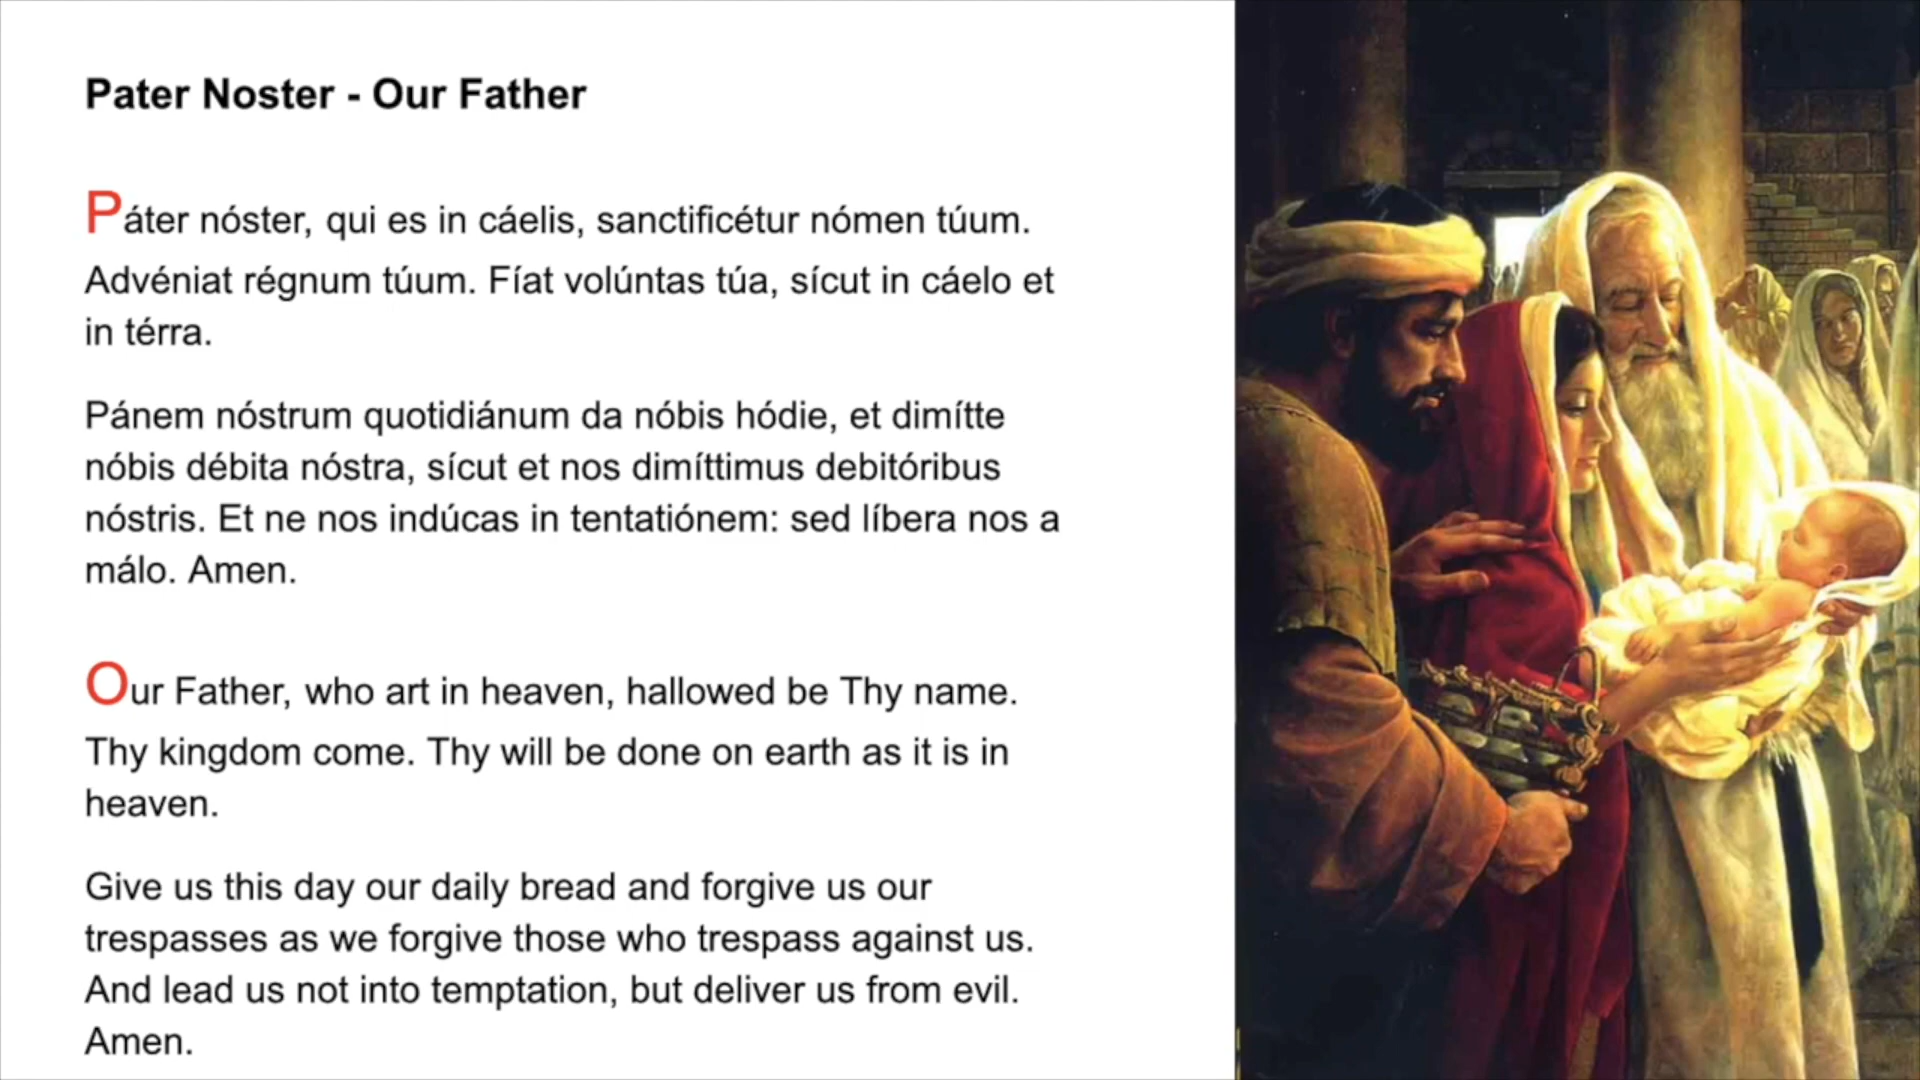 Pater Noster - Our Father
Páter nóster, qui es in cáelis, sanctificétur nómen túum.
Advéniat régnum túum. Fíat volúntas túa, sícut in cáelo et
in térra.
Pánem nóstrum quotidiánum da nóbis hódie, et dimítte
nóbis débita nóstra, sícut et nos dimíttimus debitóribus
nóstris. Et ne nos indúcas in tentatiónem: sed líbera nos a
málo. Amen.
Our Father, who art in heaven, hallowed be Thy name.
Thy kingdom come. Thy will be done on earth as it is in
heaven.
Give us this day our daily bread and forgive us our
trespasses as we forgive those who trespass against us.
And lead us not into temptation, but deliver us from evil.
Amen.